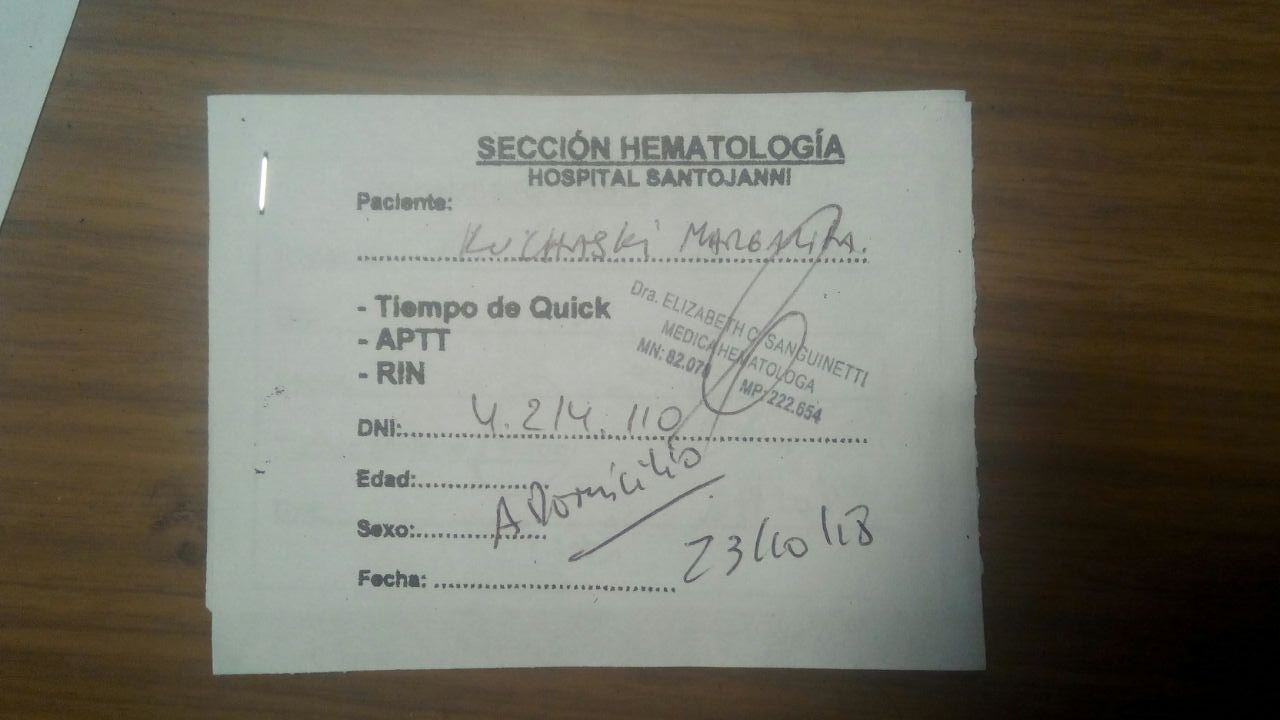 SECCIÓN HEMATOLOGÍA
HOSPITAL SANTOJANNI
Paciente:
KUCHASKI MARGARITA.
- Tiempo de Quick
- APTT
- RIN
Dra. ELIZABETH C. SANGUINETTI
MEDICA HEMATOLOGA
MN: 82.079 MP: 222.654
DNI: 4.214.110
Edad:
A Domicilio
Sexo:
Fecha: 23/10/18